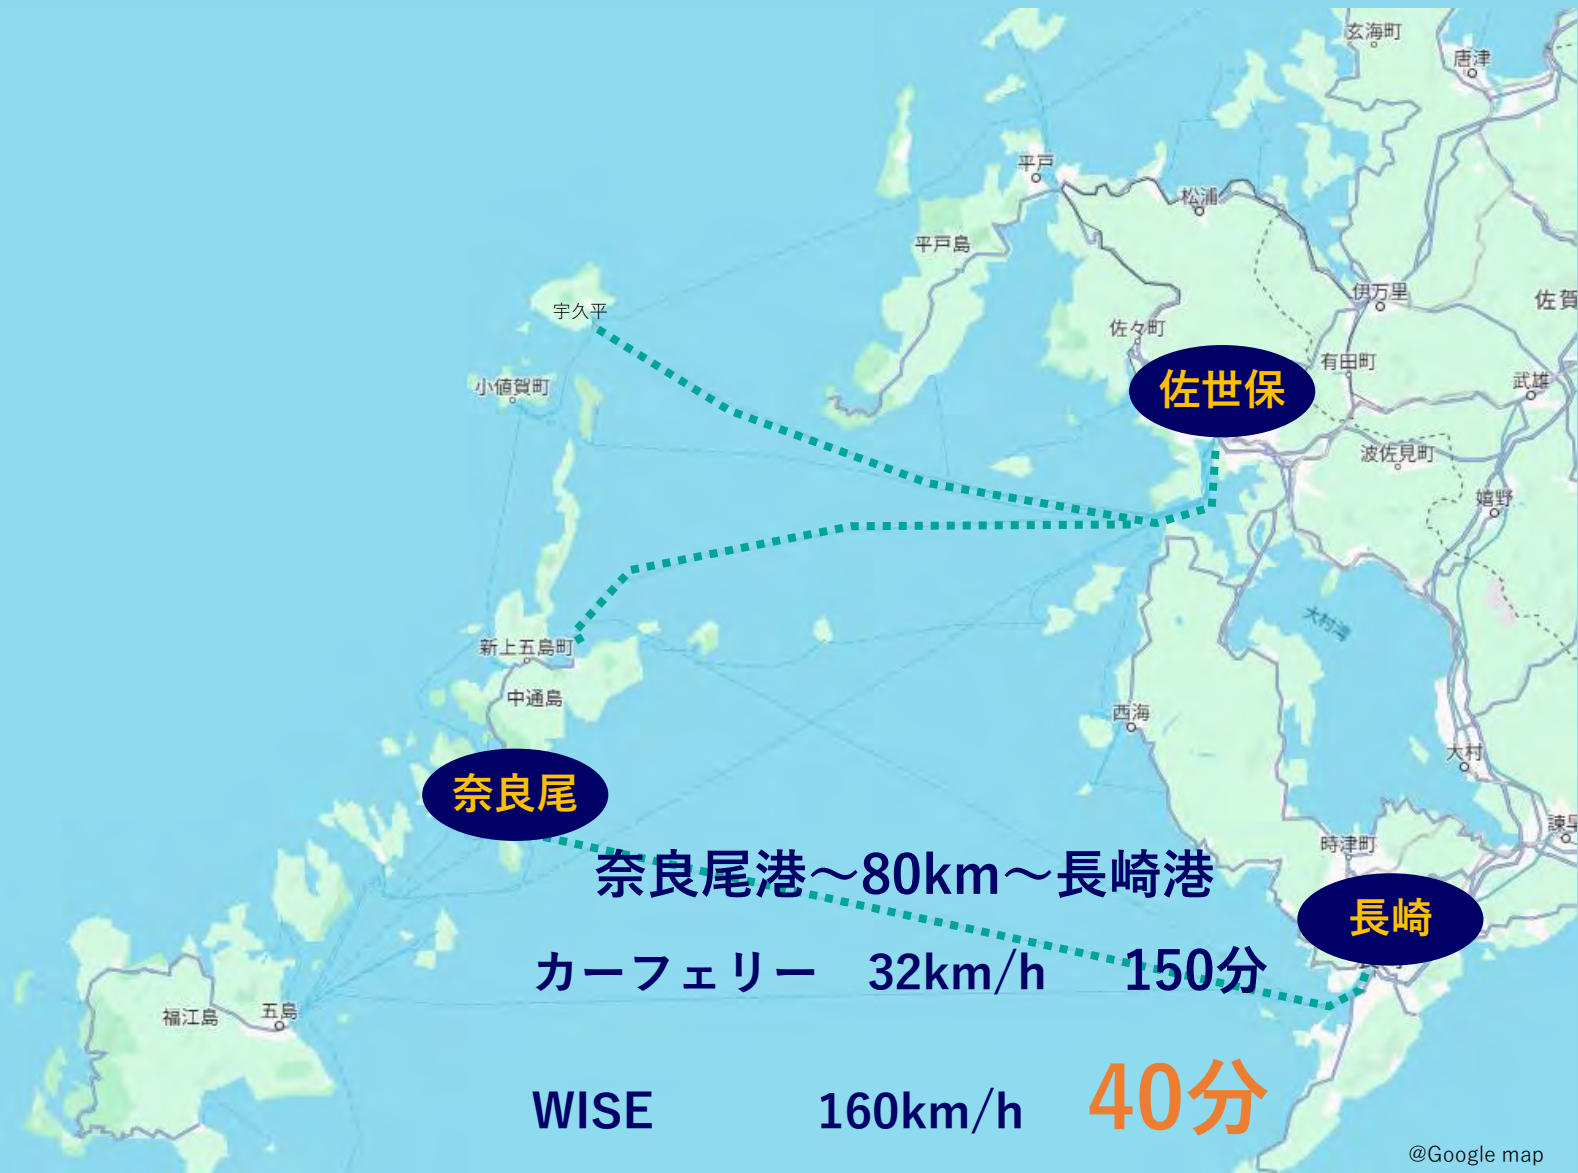 玄海町
唐津
平戸
松浦
平戸島
伊万里
佐賀
宇久平
佐々町
有田町
小値賀町
佐世保
武雄
波佐見町
嬉野
大村湾
新上五島町
中通島
西海
大村
奈良尾
諫早
時津町
奈良尾港～80km～長崎港
長崎
カーフェリー 32km/h 150分
福江島
五島
WISE 160km/h 40分
@Google map